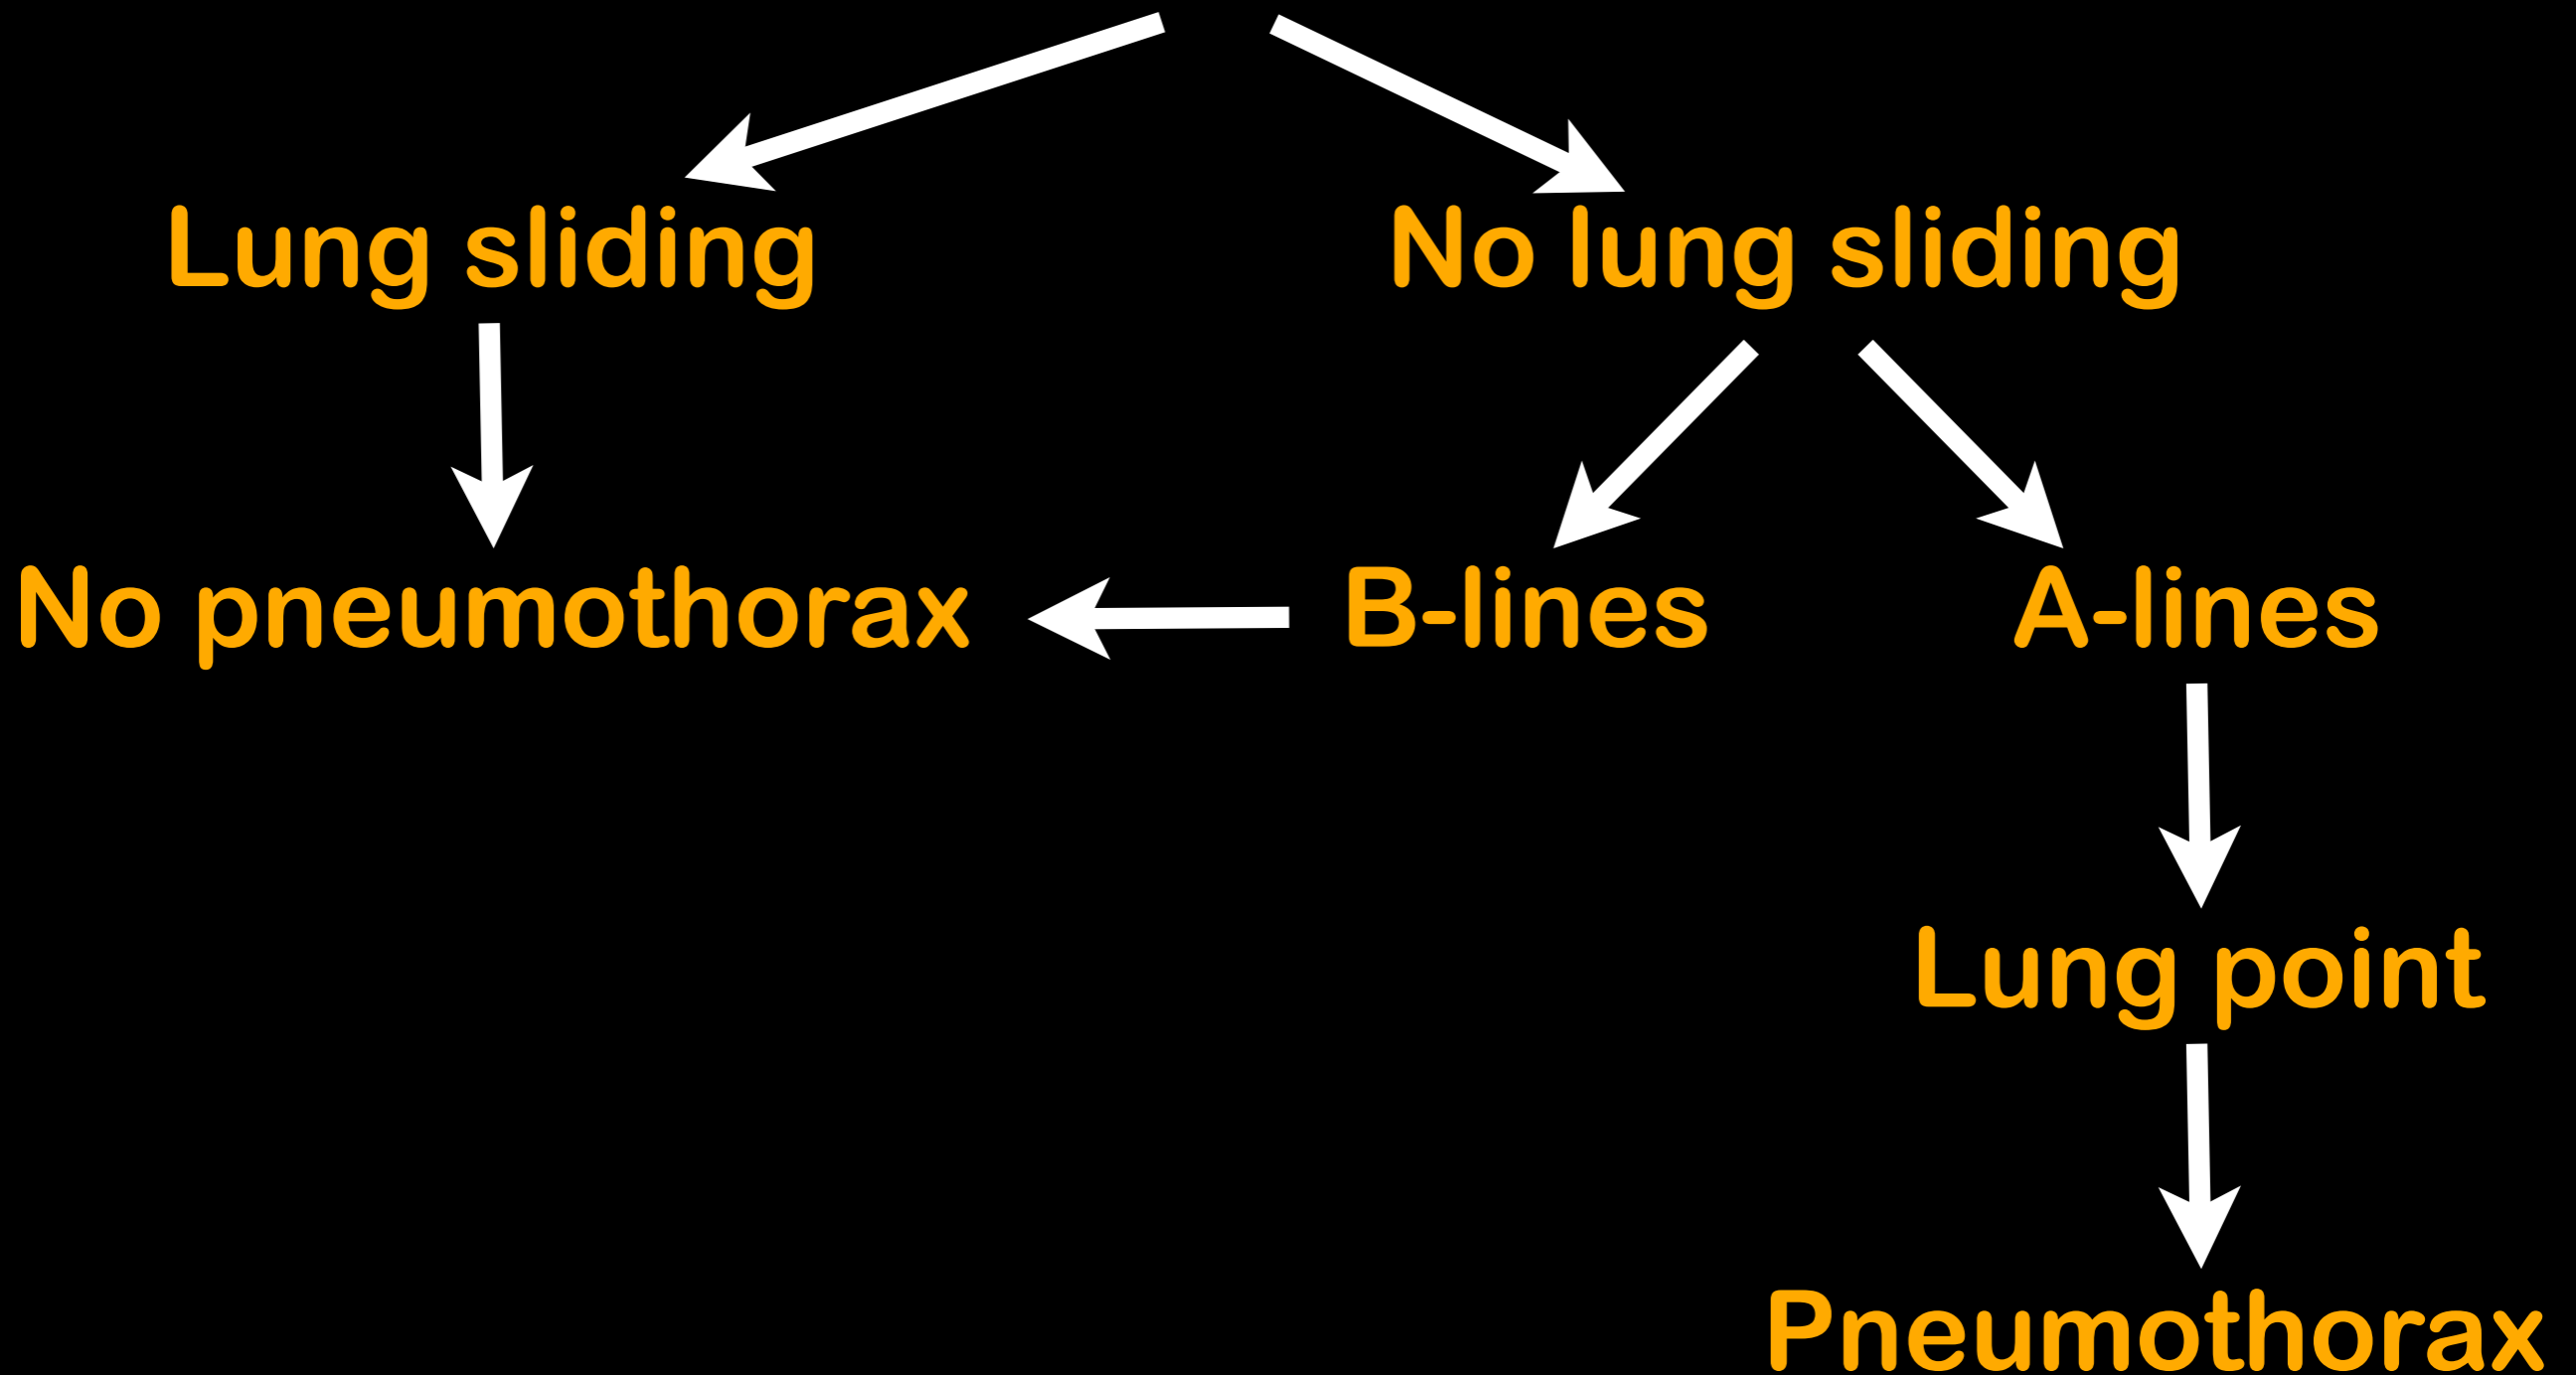 Lung sliding
No lung sliding
No pneumothorax
B-lines
A-lines
Lung point
Pneumothorax